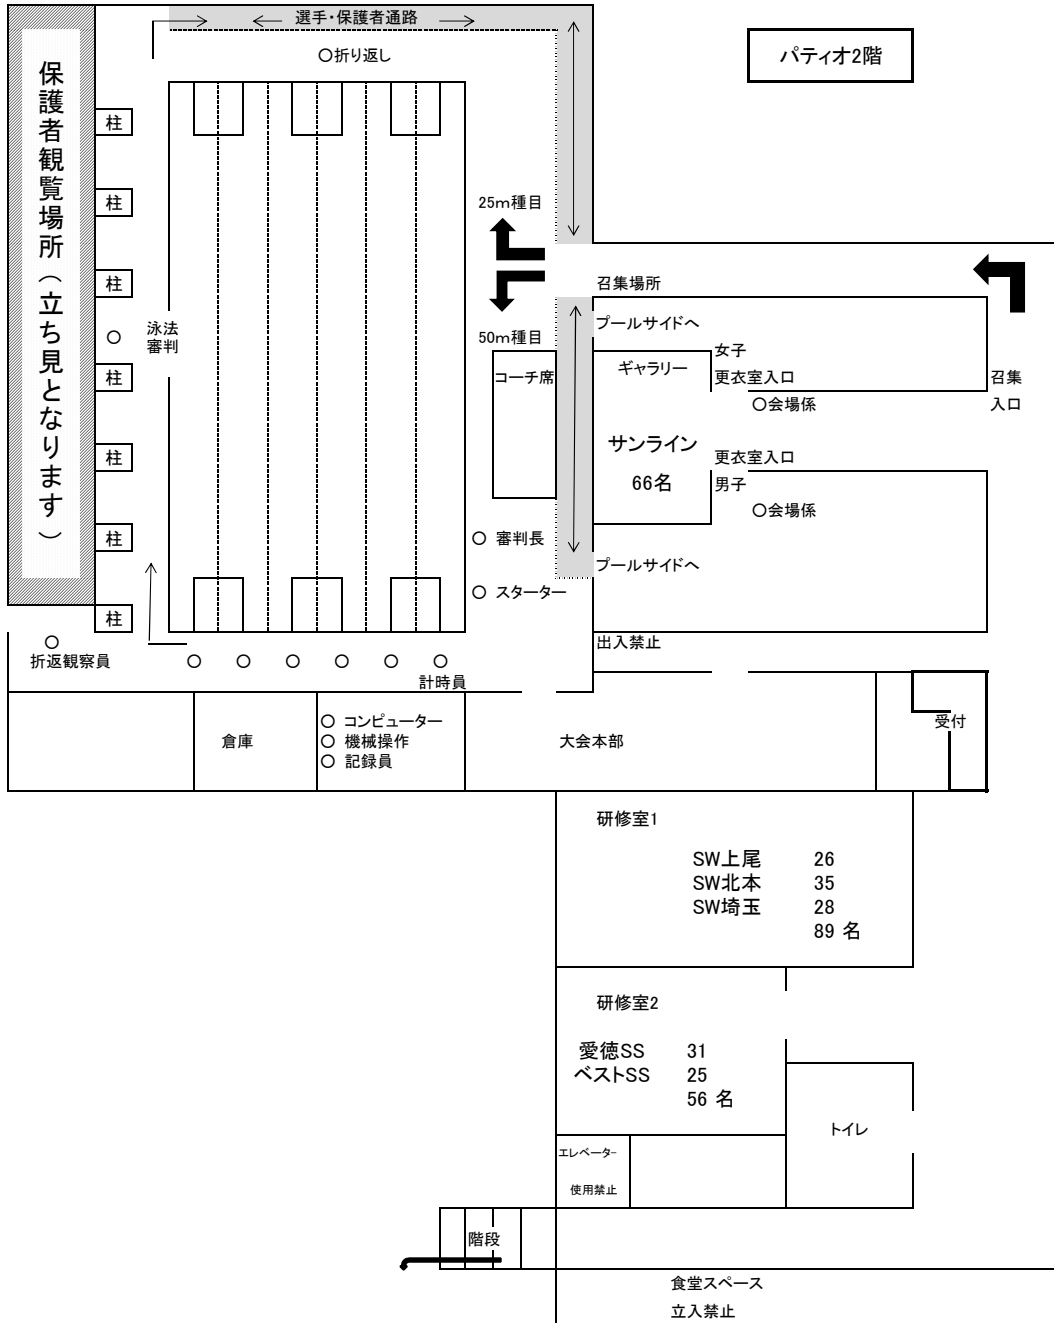 選手・保護者通路
○折り返し
パティオ2階
保護者観覧場所（立ち見となります）
柱
柱
柱
柱
柱
柱
柱
25m種目
召集場所
プールサイドへ
泳法
審判
50m種目
コーチ席
ギャラリー
女子
更衣室入口
○会場係
召集
入口
サンライン
66名
更衣室入口
男子
○会場係
○ 審判長
プールサイドへ
○ スターター
出入禁止
○
折返観察員
○ ○ ○ ○ ○ ○
計時員
倉庫
○ コンピューター
○ 機械操作
○ 記録員
大会本部
受付
研修室1
SW上尾 26
SW北本 35
SW埼玉 28
89 名
研修室2
愛徳SS 31
ベストSS 25
56 名
トイレ
エレベーター
使用禁止
階段
食堂スペース
立入禁止